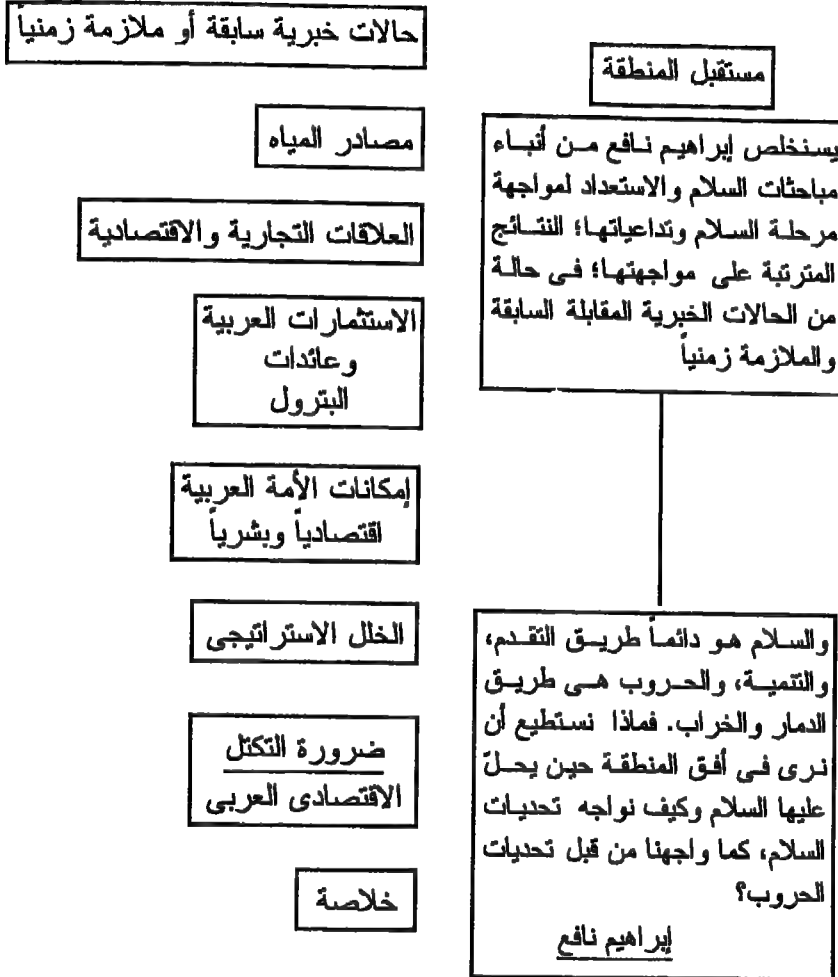 مستقبل المنطقة
يستخلص إبراهيم نافع من أنباء
مباحثات السلام والاستعداد لمواجهة
مرحلة السلام وتداعياتها؛ النتائج
المترتبة على مواجهتها؛ فى حالة
من الحالات الخبرية المقابلة السابقة
والملازمة زمنياً
والسلام هو دائماً طريق التقدم،
والتنمية، والحروب هى طريق
الدمار والخراب. فماذا نستطيع أن
نرى فى أفق المنطقة حين يحلّ
عليها السلام وكيف نواجه تحديات
السلام، كما واجهنا من قبل تحديات
الحروب؟
إبراهيم نافع
حالات خبرية سابقة أو ملازمة زمنياً
مصادر المياه
العلاقات التجارية والاقتصادية
الاستثمارات العربية
وعائدات
البترول
إمكانات الأمة العربية
اقتصادياً وبشرياً
الخلل الاستراتيجى
ضرورة التكتل
الاقتصادى العربى
خلاصة